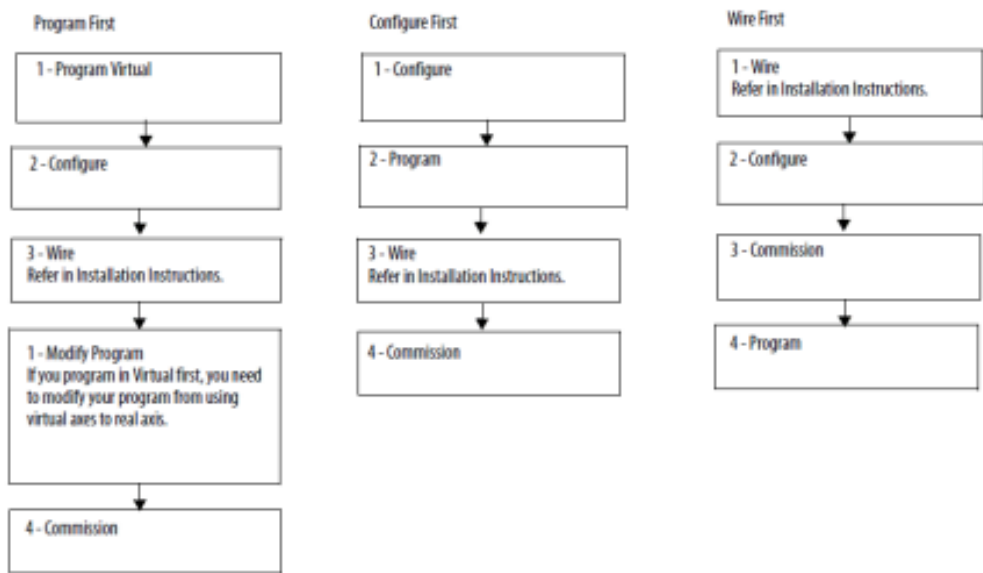 Program First
1 - Program Virtual
2 - Configure
3 - Wire
Refer in Installation Instructions.
1 - Modify Program
If you program in Virtual first, you need
to modify your program from using
virtual axes to real axis.
4 - Commission
Configure First
1 - Configure
2 - Program
3 - Wire
Refer in Installation Instructions.
4 - Commission
Wire First
1 - Wire
Refer in Installation Instructions.
2 - Configure
3 - Commission
4 - Program